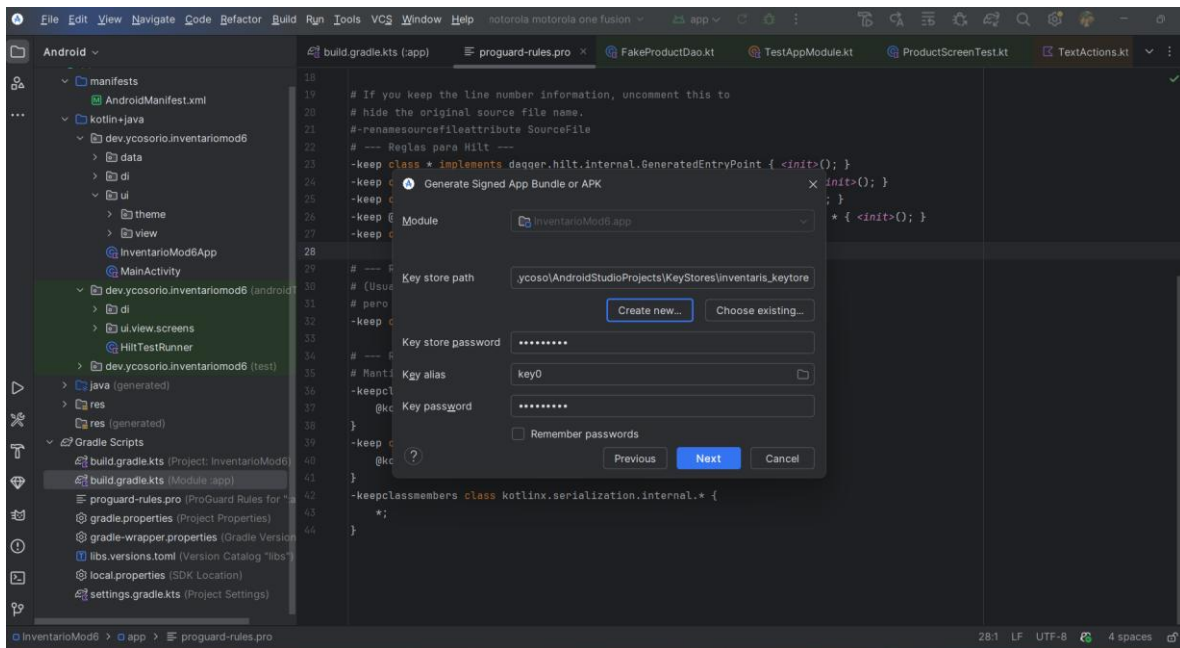 File Edit View Navigate Code Refactor Build Run Tools VCS Window Help motorola motorola one fusion app
Android
build.gradle.kts (:app) proguard-rules.pro FakeProductDao.kt TestAppModule.kt ProductScreenTest.kt TextActions.kt
manifests
AndroidManifest.xml
kotlin+java
dev.ycosorio.inventariomod6
data
di
ui
theme
view
InventarioMod6App
MainActivity
dev.ycosorio.inventariomod6 (androidT
di
ui.view.screens
HiltTestRunner
dev.ycosorio.inventariomod6 (test)
java (generated)
res
res (generated)
Gradle Scripts
build.gradle.kts (Project: InventarioMod6)
build.gradle.kts (Module :app)
proguard-rules.pro (ProGuard Rules for ":a
gradle.properties (Project Properties)
gradle-wrapper.properties (Gradle Version
libs.versions.toml (Version Catalog "libs")
local.properties (SDK Location)
settings.gradle.kts (Project Settings)
18
19 # If you keep the line number information, uncomment this to
20 # hide the original source file name.
21 #-renamesourcefileattribute SourceFile
22 # --- Reglas para Hilt ---
23 -keep class * implements dagger.hilt.internal.GeneratedEntryPoint { <init>(); }
24 -keep c init>(); }
25 -keep c ; }
26 -keep @ * { <init>(); }
27 -keep c
28
29 # ---
30 # (Usua
31 # pero
32 -keep c
33
34 # ---
35 # Manti
36 -keepcl
37 @kc
38 }
39 -keep c
40 @kc
41 }
42 -keepclassmembers class kotlinx.serialization.internal.* {
43 *;
44 }
Generate Signed App Bundle or APK
Module InventarioMod6.app
Key store path .ycoso\AndroidStudioProjects\KeyStores\inventaris_keytore
Create new... Choose existing...
Key store password •••••••••
Key alias key0
Key password •••••••••
Remember passwords
? Previous Next Cancel
InventarioMod6 > app > proguard-rules.pro 28:1 LF UTF-8 4 spaces